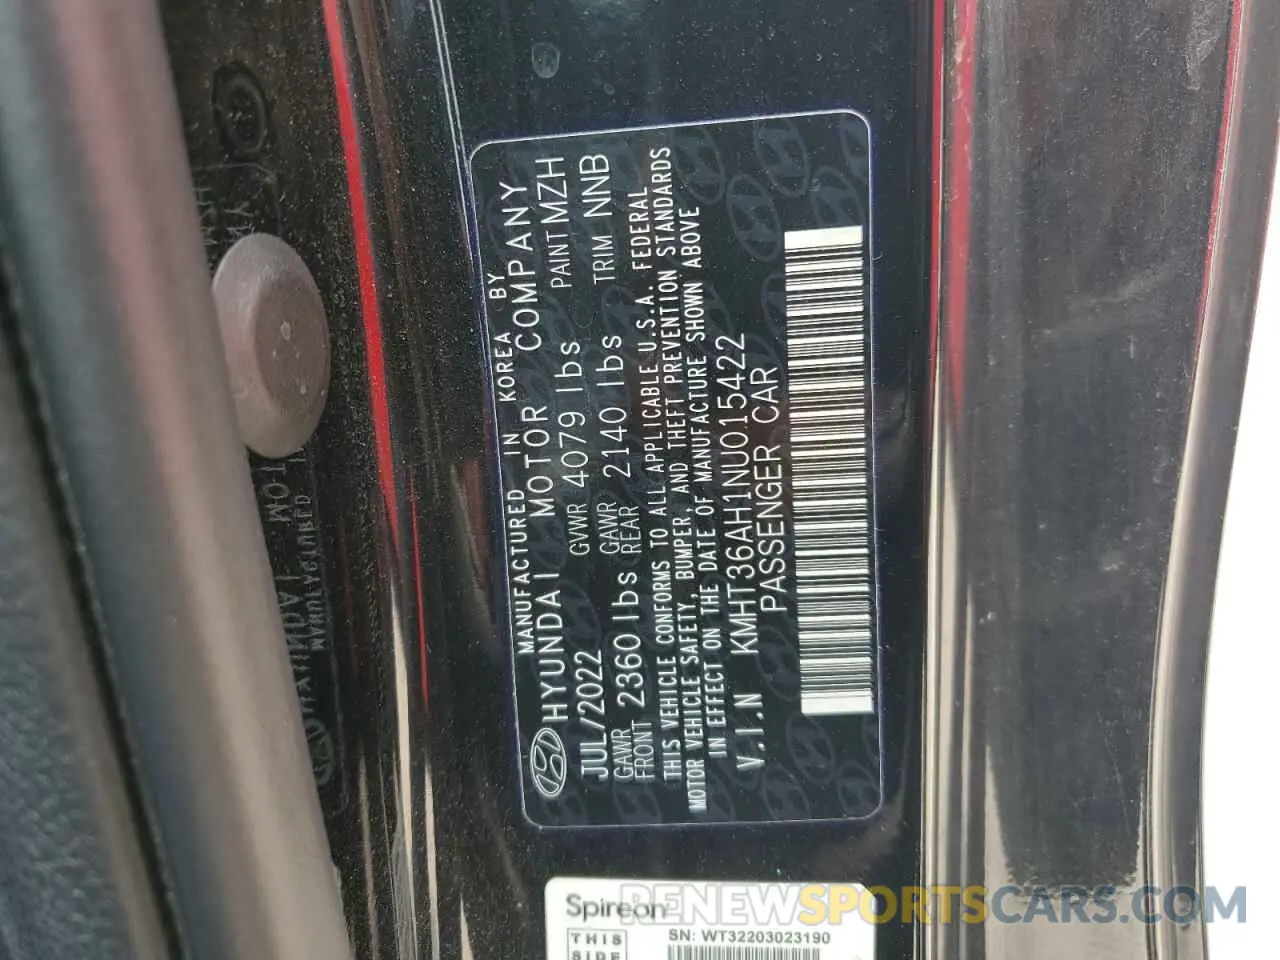 MANUFACTURED IN KOREA BY
HYUNDAI MOTOR COMPANY
JUL/2022 GVWR 4079 lbs PAINT MZH
GAWR FRONT 2360 lbs GAWR REAR 2140 lbs TRIM NNB
THIS VEHICLE CONFORMS TO ALL APPLICABLE U.S.A. FEDERAL
MOTOR VEHICLE SAFETY, BUMPER, AND THEFT PREVENTION STANDARDS
IN EFFECT ON THE DATE OF MANUFACTURE SHOWN ABOVE
V.I.N KMHT36AH1NU015422
PASSENGER CAR
Spireon
SN: WT32203023190
THIS
SIDE
RENEWSPORTSCARS.COM